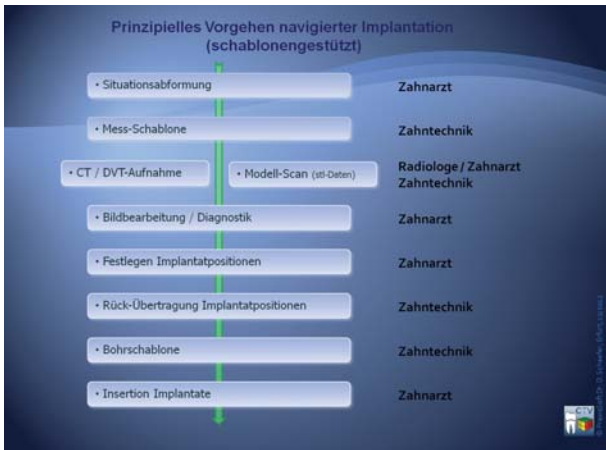 Prinzipielles Vorgehen navigierter Implantation
(schablonengestützt)
• Situationsabformung
Zahnarzt
• Mess-Schablone
Zahntechnik
• CT / DVT-Aufnahme
• Modell-Scan (stl-Daten)
Radiologe / Zahnarzt
Zahntechnik
• Bildbearbeitung / Diagnostik
Zahnarzt
• Festlegen Implantatpositionen
Zahnarzt
• Rück-Übertragung Implantatpositionen
Zahntechnik
• Bohrschablone
Zahntechnik
• Insertion Implantate
Zahnarzt
CTV